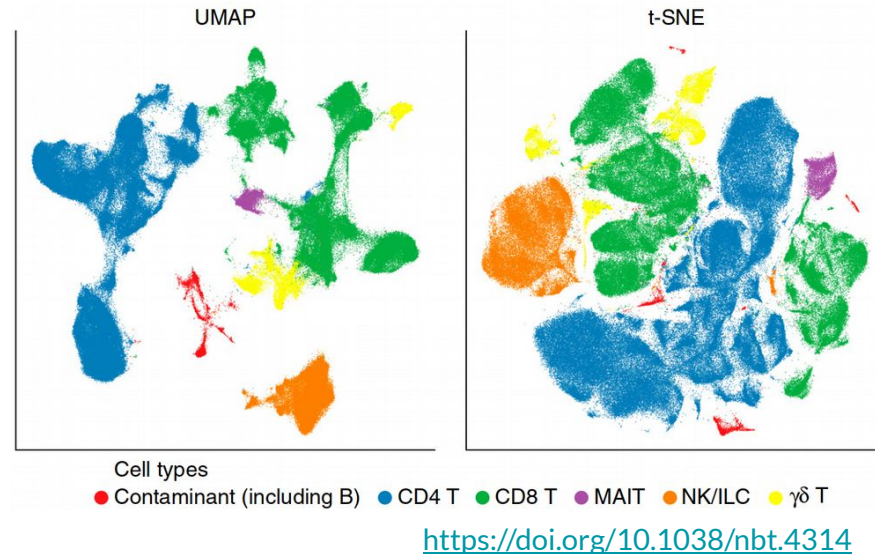 UMAP
t-SNE
Cell types
Contaminant (including B) CD4 T CD8 T MAIT NK/ILC γδ T
https://doi.org/10.1038/nbt.4314